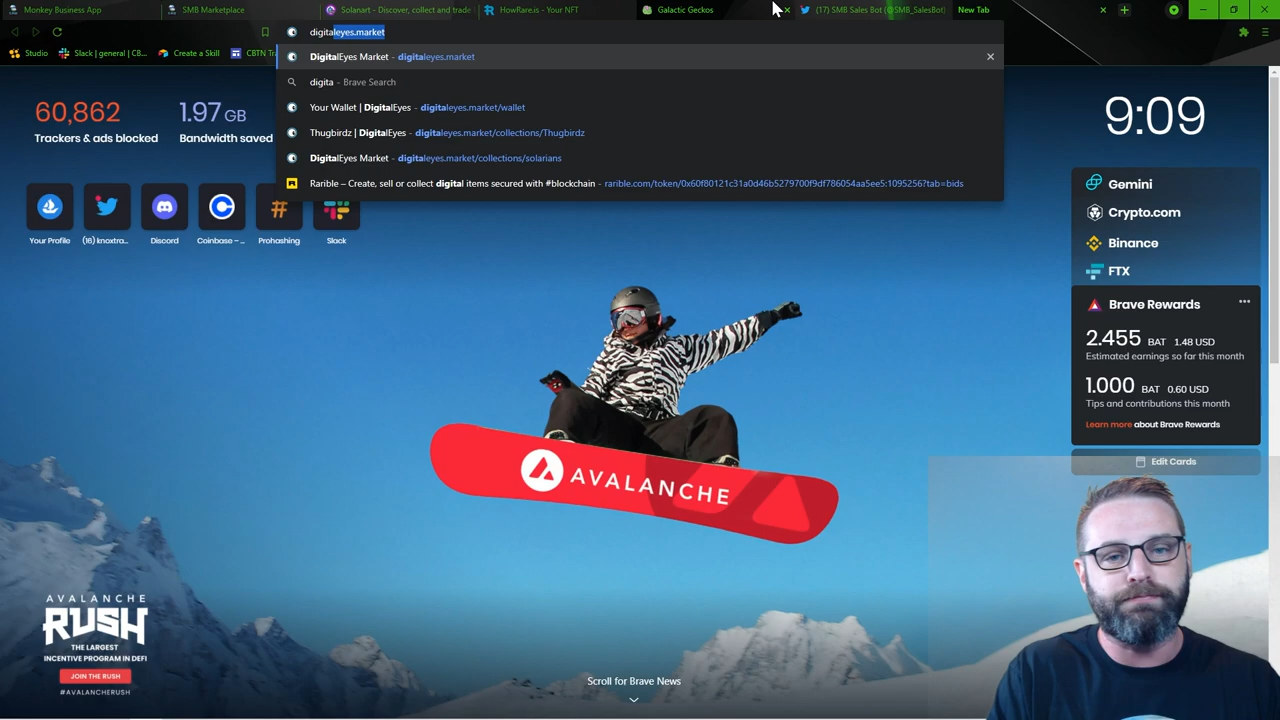 Monkey Business App
SMB Marketplace
Solanart - Discover, collect and trade
HowRare.is - Your NFT
Galactic Geckos
(17) SMB Sales Bot (@SMB_SalesBot)
New Tab
digitaleyes.market
Studio
Slack | general | CB...
Create a Skill
CBTN Tra
DigitalEyes Market - digitaleyes.market
digita - Brave Search
Your Wallet | DigitalEyes - digitaleyes.market/wallet
Thugbirdz | DigitalEyes - digitaleyes.market/collections/Thugbirdz
DigitalEyes Market - digitaleyes.market/collections/solarians
Rarible – Create, sell or collect digital items secured with #blockchain - rarible.com/token/0x60f80121c31a0d46b5279700f9df786054aa5ee5:1095256?tab=bids
60,862
Trackers & ads blocked
1.97 GB
Bandwidth saved
9:09
Your Profile
(16) knoxtra...
Discord
Coinbase – ...
Prohashing
Slack
Gemini
Crypto.com
Binance
FTX
Brave Rewards
2.455 BAT 1.48 USD
Estimated earnings so far this month
1.000 BAT 0.60 USD
Tips and contributions this month
Learn more about Brave Rewards
Edit Cards
AVALANCHE
AVALANCHE
RUSH
THE LARGEST
INCENTIVE PROGRAM IN DEFI
JOIN THE RUSH
#AVALANCHERUSH
Scroll for Brave News